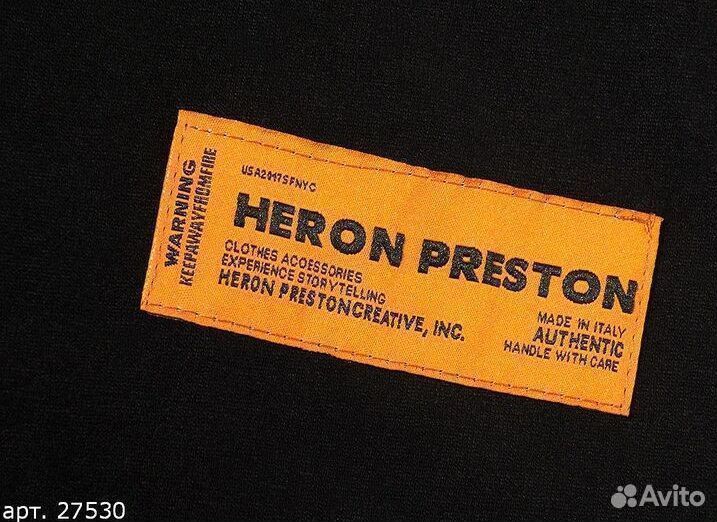 WARNING
KEEPAWAYFROMFIRE
USA2017SFNYC
HERON PRESTON
CLOTHES ACOESSORIES
EXPERIENCE STORYTELLING
HERON PRESTONCREATIVE, INC.
MADE IN ITALY
AUTHENTIC
HANDLE WITH CARE
арт. 27530
Avito